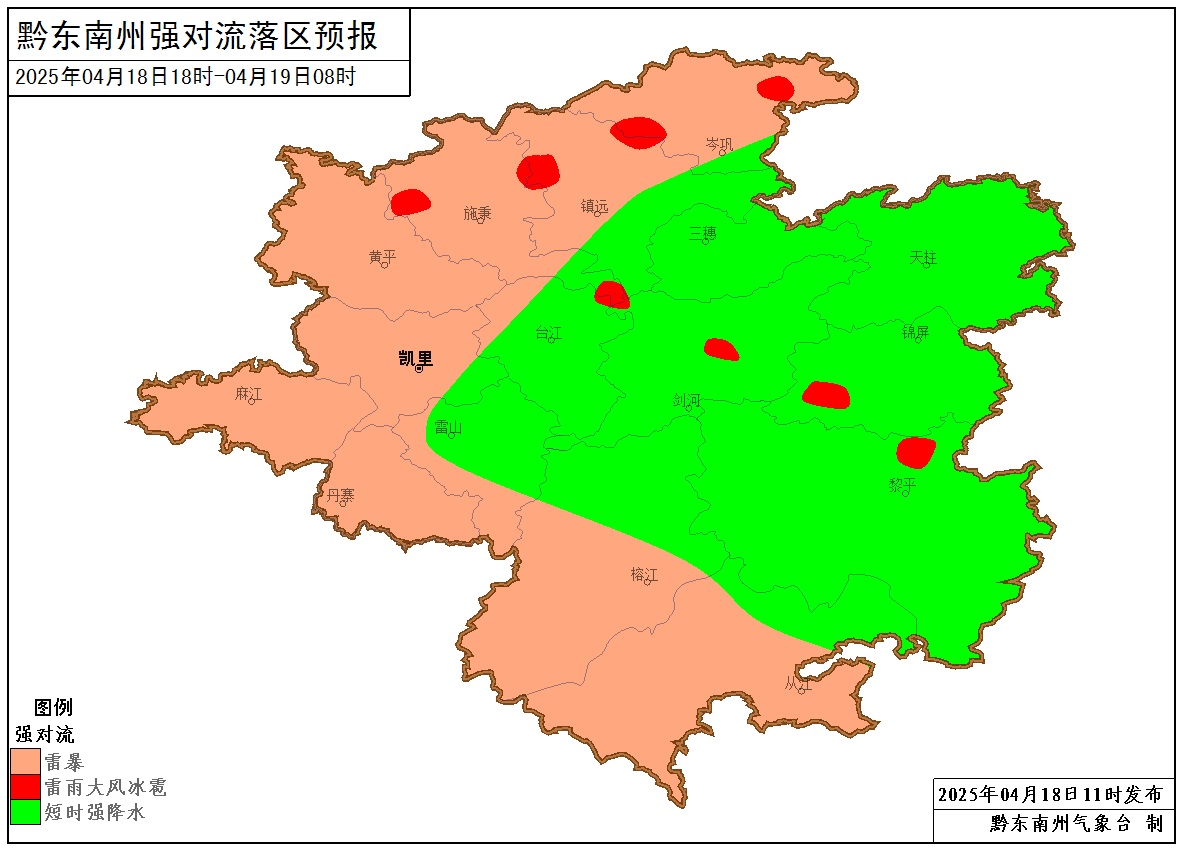 黔东南州强对流落区预报
2025年04月18日18时-04月19日08时
岑巩
施秉
镇远
三穗
黄平
天柱
台江
锦屏
凯里
麻江
剑河
雷山
黎平
丹寨
榕江
从江
图例
强对流
雷暴
雷雨大风冰雹
短时强降水
2025年04月18日11时发布
黔东南州气象台 制